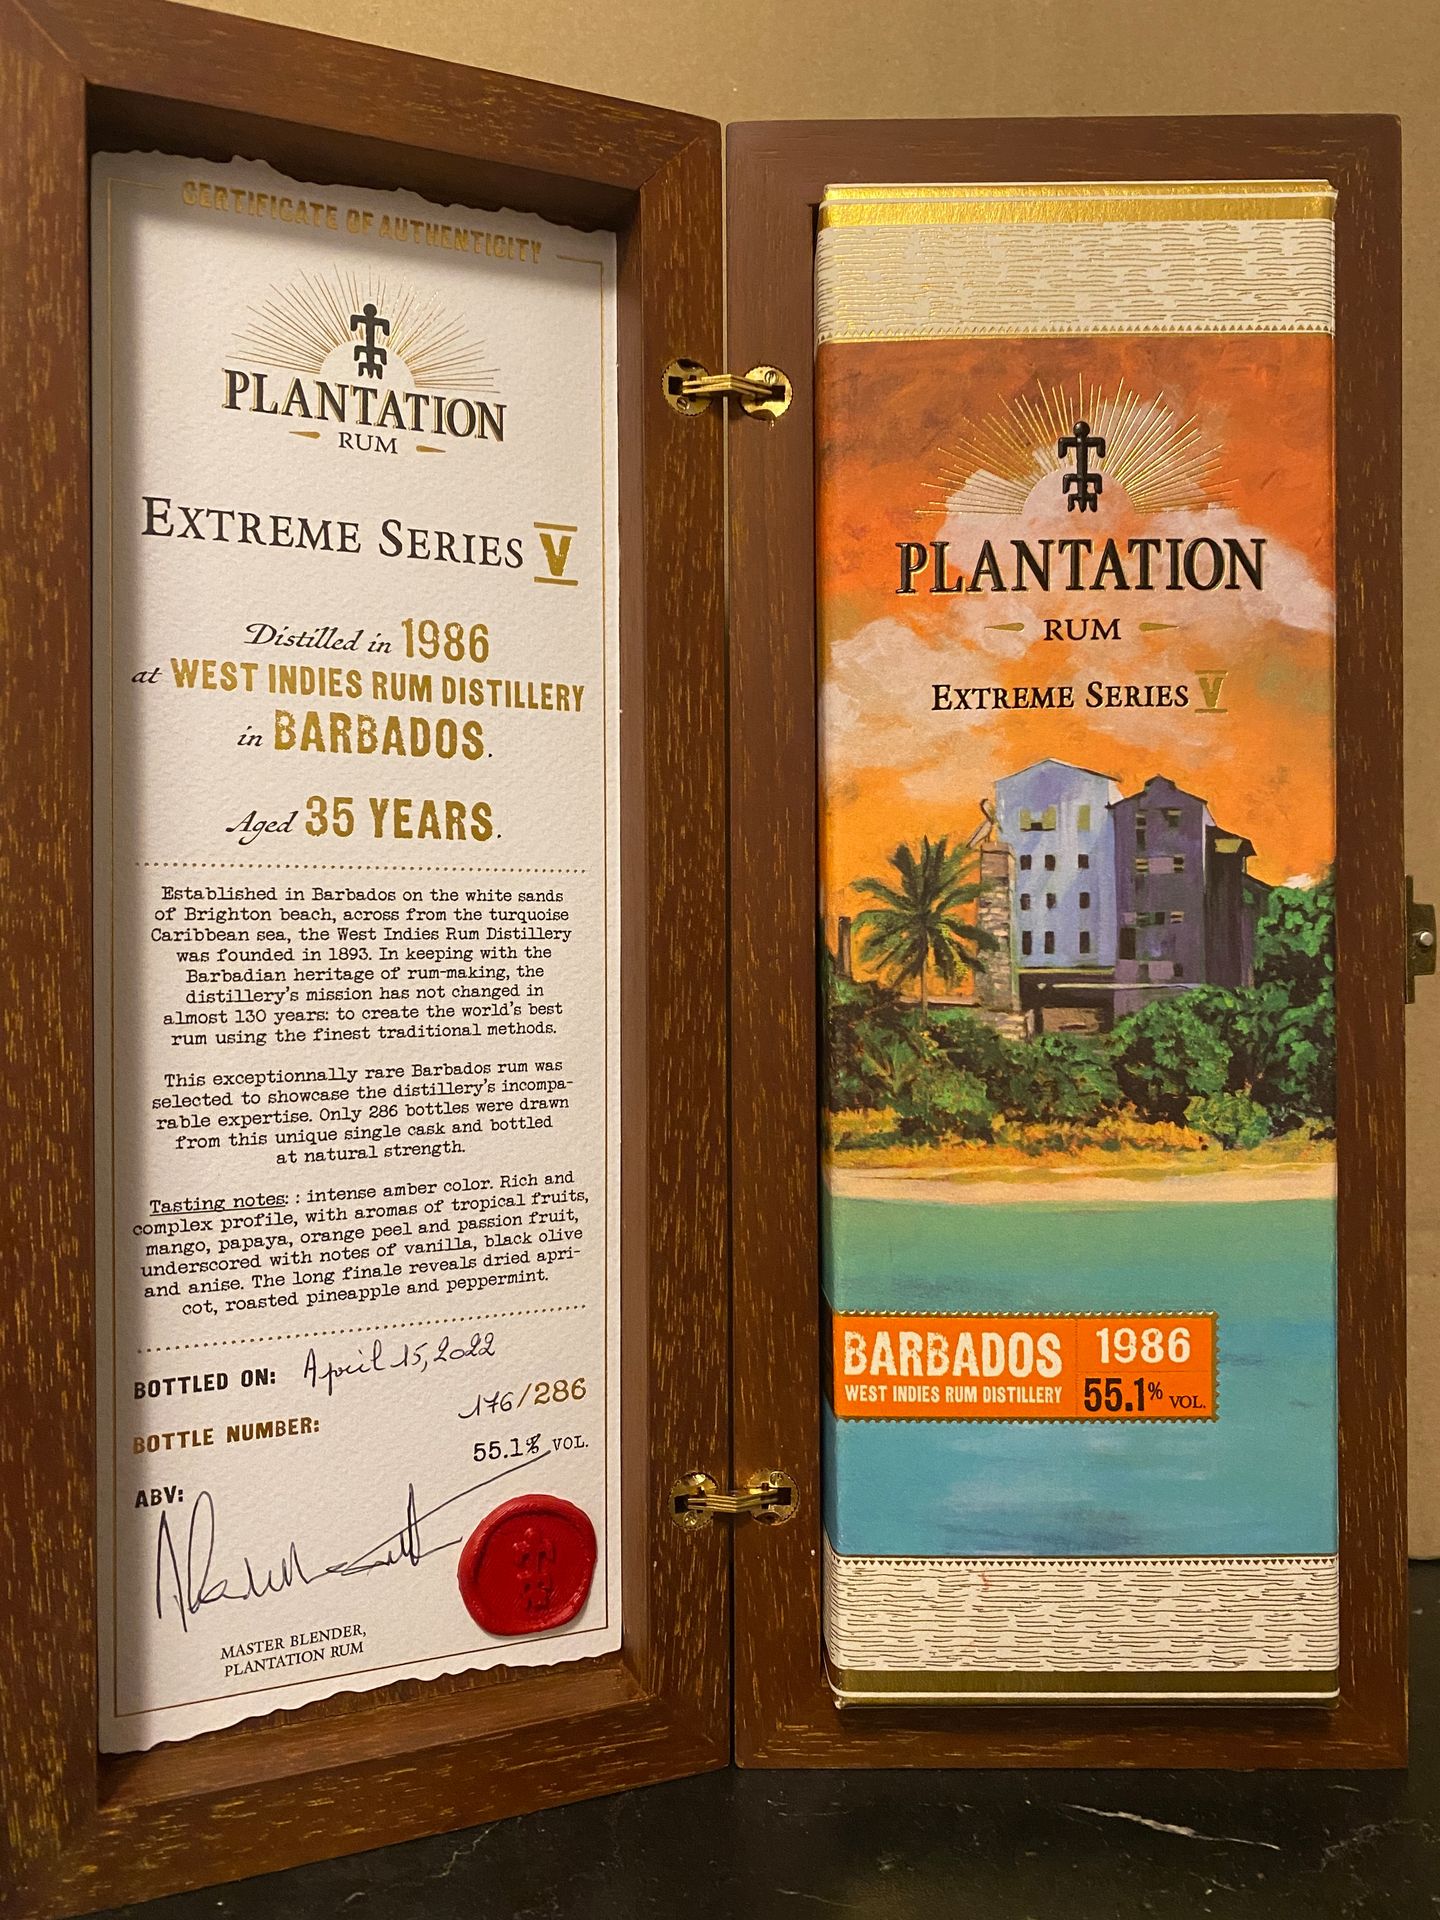 CERTIFICATE OF AUTHENTICITY
PLANTATION
RUM
EXTREME SERIES V
Distilled in 1986
at WEST INDIES RUM DISTILLERY
in BARBADOS.
Aged 35 YEARS.
Established in Barbados on the white sands
of Brighton beach, across from the turquoise
Caribbean sea, the West Indies Rum Distillery
was founded in 1893. In keeping with the
Barbadian heritage of rum-making, the
distillery's mission has not changed in
almost 130 years: to create the world's best
rum using the finest traditional methods.
This exceptionnally rare Barbados rum was
selected to showcase the distillery's incompa-
rable expertise. Only 286 bottles were drawn
from this unique single cask and bottled
at natural strength.
Tasting notes: : intense amber color. Rich and
complex profile, with aromas of tropical fruits,
mango, papaya, orange peel and passion fruit,
underscored with notes of vanilla, black olive
and anise. The long finale reveals dried apri-
cot, roasted pineapple and peppermint.
BOTTLED ON: April 15, 2022
BOTTLE NUMBER: 176/286
ABV: 55.1% VOL.
MASTER BLENDER,
PLANTATION RUM
PLANTATION
RUM
EXTREME SERIES V
BARBADOS 1986
WEST INDIES RUM DISTILLERY 55.1% VOL.